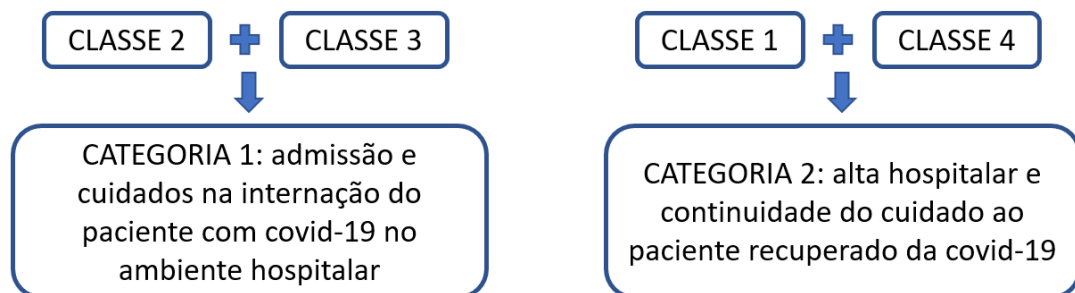 CLASSE 2 + CLASSE 3
CATEGORIA 1: admissão e
cuidados na internação do
paciente com covid-19 no
ambiente hospitalar
CLASSE 1 + CLASSE 4
CATEGORIA 2: alta hospitalar e
continuidade do cuidado ao
paciente recuperado da covid-19